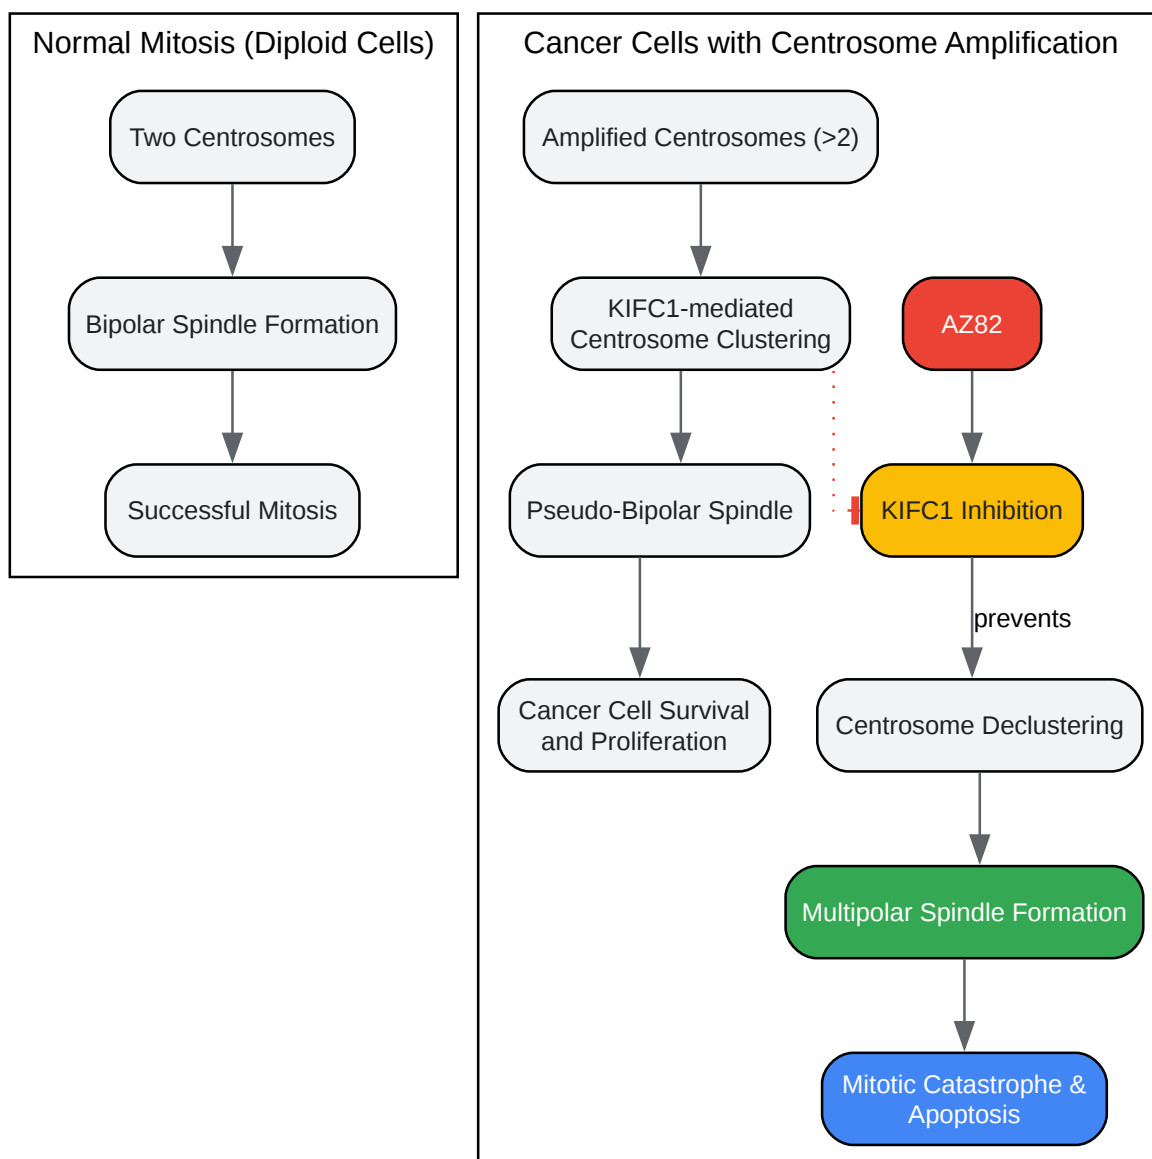 Normal Mitosis (Diploid Cells)
Two Centrosomes
Bipolar Spindle Formation
Successful Mitosis
Cancer Cells with Centrosome Amplification
Amplified Centrosomes (>2)
KIFC1-mediated
Centrosome Clustering
AZ82
Pseudo-Bipolar Spindle
KIFC1 Inhibition
prevents
Cancer Cell Survival
and Proliferation
Centrosome Declustering
Multipolar Spindle Formation
Mitotic Catastrophe &
Apoptosis